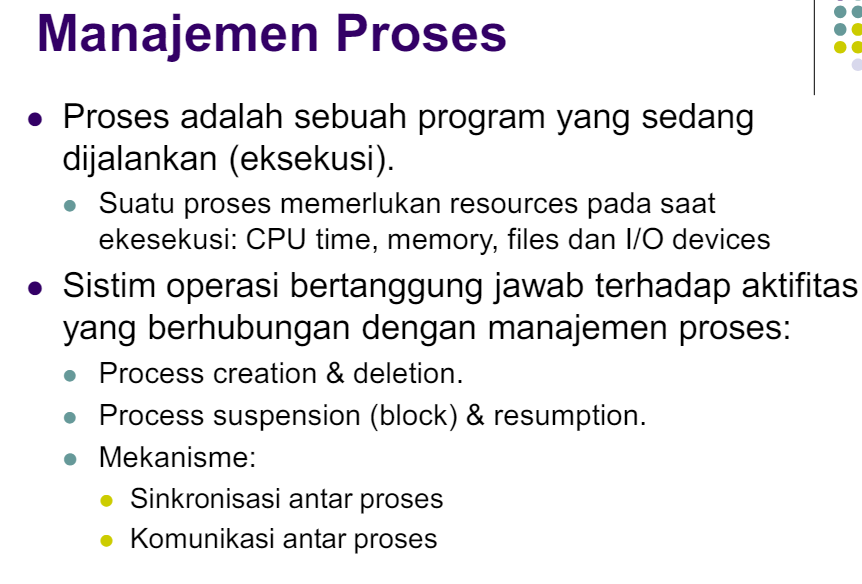 Manajemen Proses
Proses adalah sebuah program yang sedang
dijalankan (eksekusi).
Suatu proses memerlukan resources pada saat
ekesekusi: CPU time, memory, files dan I/O devices
Sistim operasi bertanggung jawab terhadap aktifitas
yang berhubungan dengan manajemen proses:
Process creation & deletion.
Process suspension (block) & resumption.
Mekanisme:
Sinkronisasi antar proses
Komunikasi antar proses